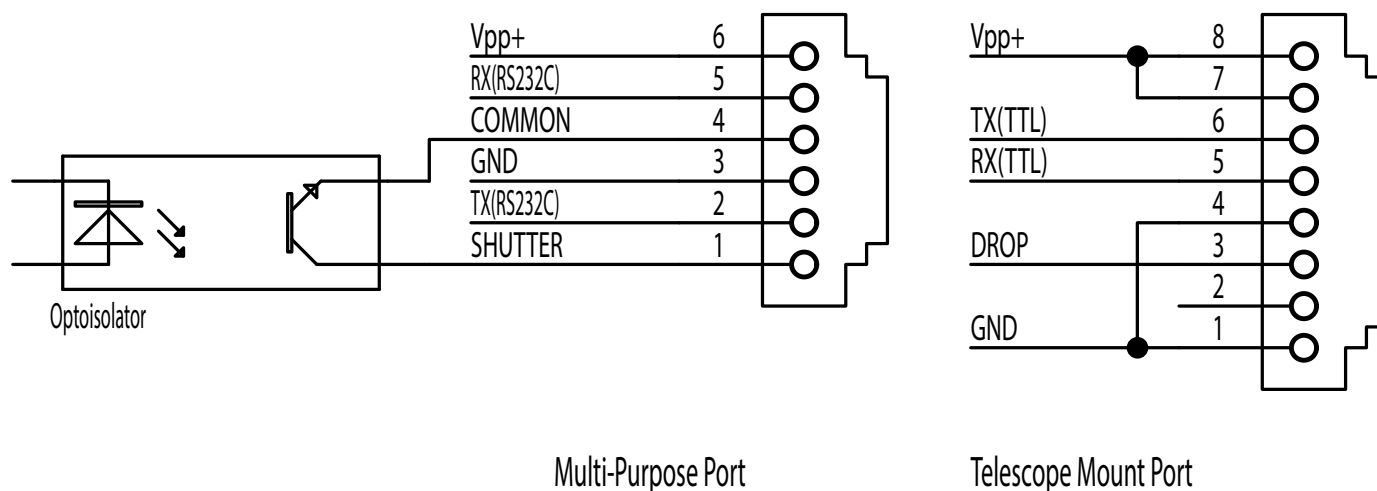 Vpp+ 6
RX(RS232C) 5
COMMON 4
GND 3
TX(RS232C) 2
SHUTTER 1
Optoisolator
Multi-Purpose Port
Vpp+ 8
7
TX(TTL) 6
RX(TTL) 5
4
DROP 3
2
GND 1
Telescope Mount Port